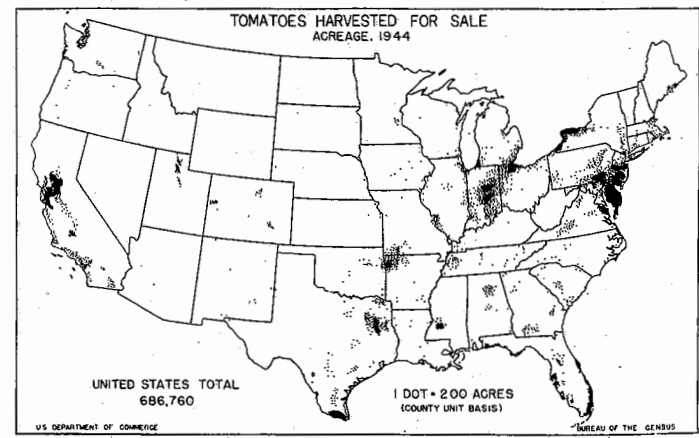 TOMATOES HARVESTED FOR SALE
ACREAGE, 1944
UNITED STATES TOTAL
686,760
1 DOT = 200 ACRES
(COUNTY UNIT BASIS)
US DEPARTMENT OF COMMERCE
BUREAU OF THE CENSUS